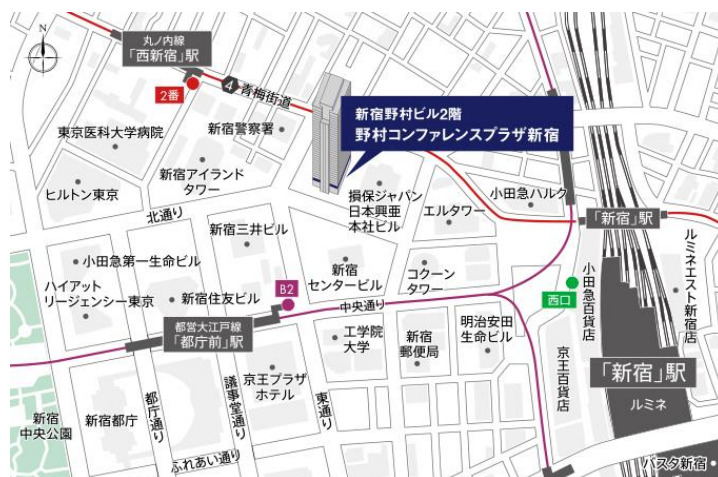 N
丸ノ内線
「西新宿」駅
2番
4
青梅街道
新宿野村ビル2階
野村コンファレンスプラザ新宿
東京医科大学病院
新宿警察署
新宿アイランド
タワー
ヒルトン東京
北通り
損保ジャパン
日本興亜
本社ビル
エルタワー
小田急ハルク
「新宿」駅
新宿三井ビル
小田急第一生命ビル
ハイアット
リージェンシー東京
新宿住友ビル
B2
新宿
センタービル
コクーン
タワー
西口
小田急百貨店
ルミネエスト新宿店
中央通り
都営大江戸線
「都庁前」駅
工学院
大学
新宿
郵便局
明治安田
生命ビル
京王百貨店
「新宿」駅
ルミネ
新宿
中央公園
新宿都庁
都庁通り
議事堂通り
京王プラザ
ホテル
東通り
ふれあい通り
バスタ新宿